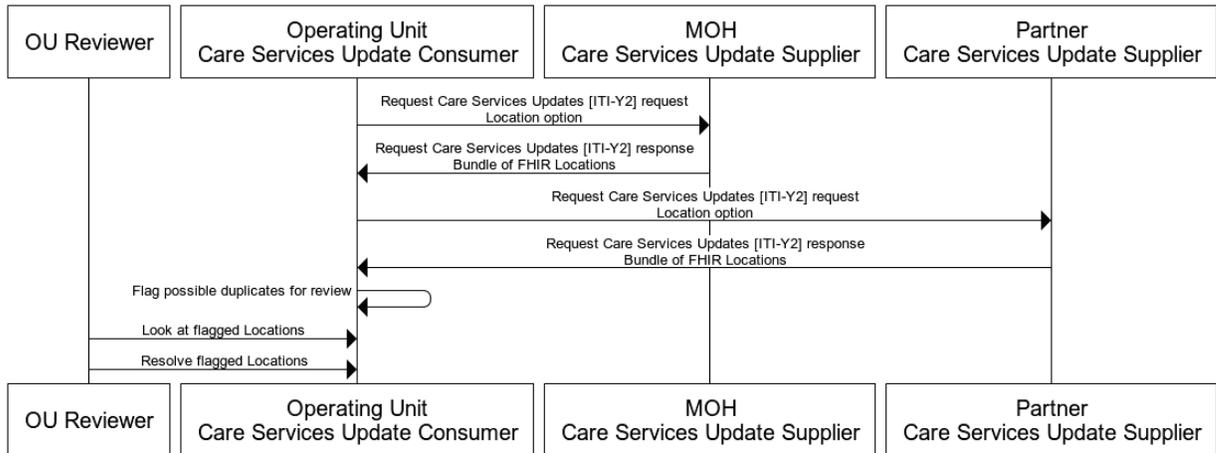 OU Reviewer
Operating Unit
Care Services Update Consumer
MOH
Care Services Update Supplier
Partner
Care Services Update Supplier
Request Care Services Updates [ITI-Y2] request
Location option
Request Care Services Updates [ITI-Y2] response
Bundle of FHIR Locations
Request Care Services Updates [ITI-Y2] request
Location option
Request Care Services Updates [ITI-Y2] response
Bundle of FHIR Locations
Flag possible duplicates for review
Look at flagged Locations
Resolve flagged Locations
OU Reviewer
Operating Unit
Care Services Update Consumer
MOH
Care Services Update Supplier
Partner
Care Services Update Supplier